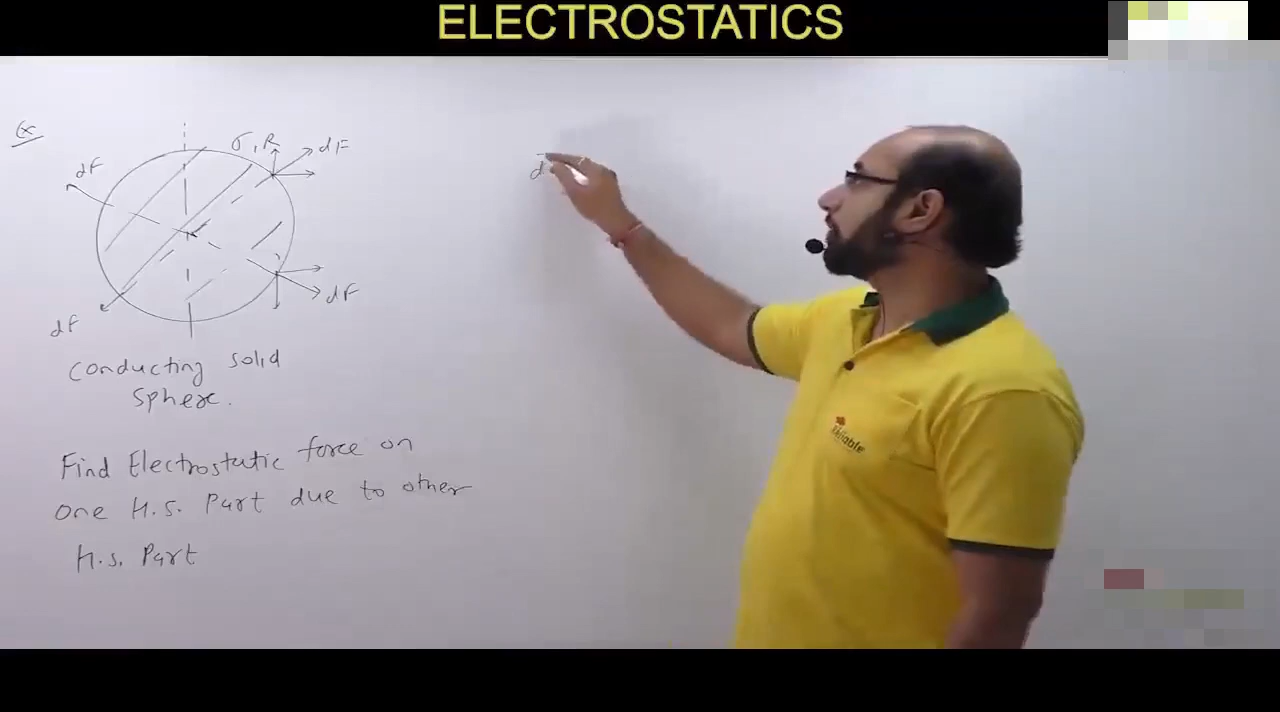 ELECTROSTATICS
Ex
σ, R
dF
dF
dF
dF
Conducting solid
Sphere.
Find Electrostatic force on
one H.S. Part due to other
H.S. Part
d
Reliable